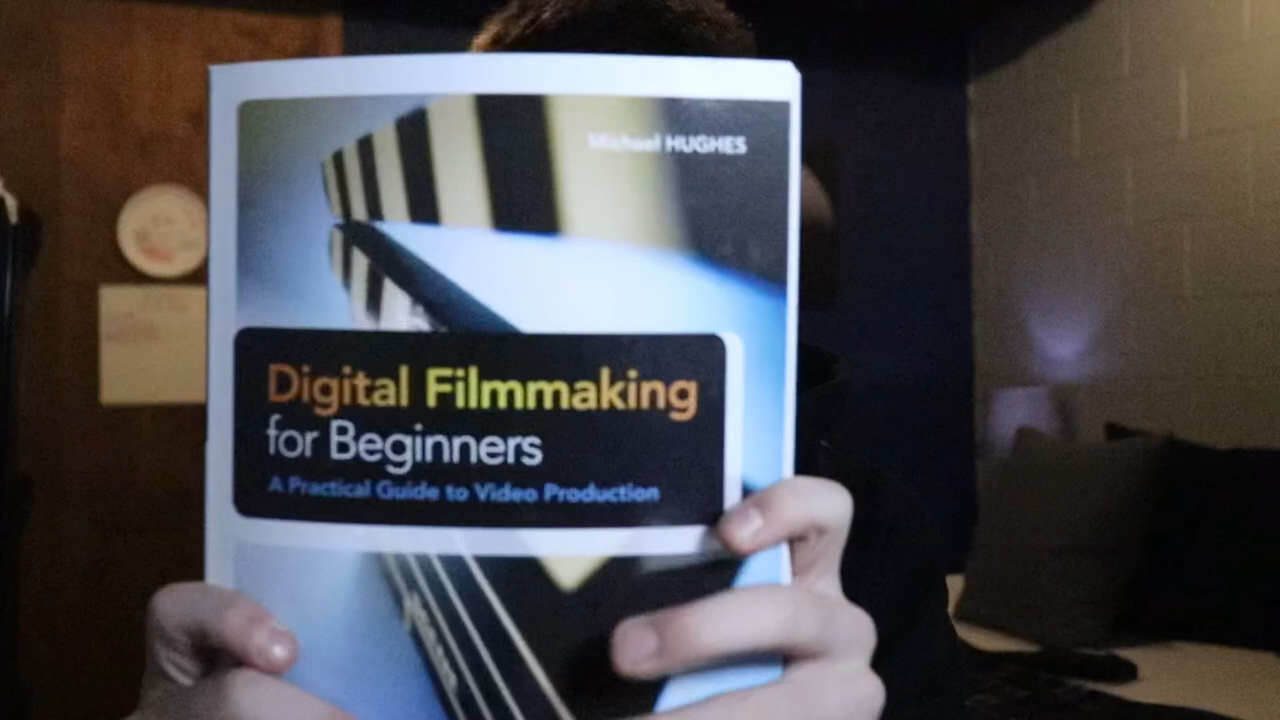 Michael HUGHES
Digital Filmmaking
for Beginners
A Practical Guide to Video Production